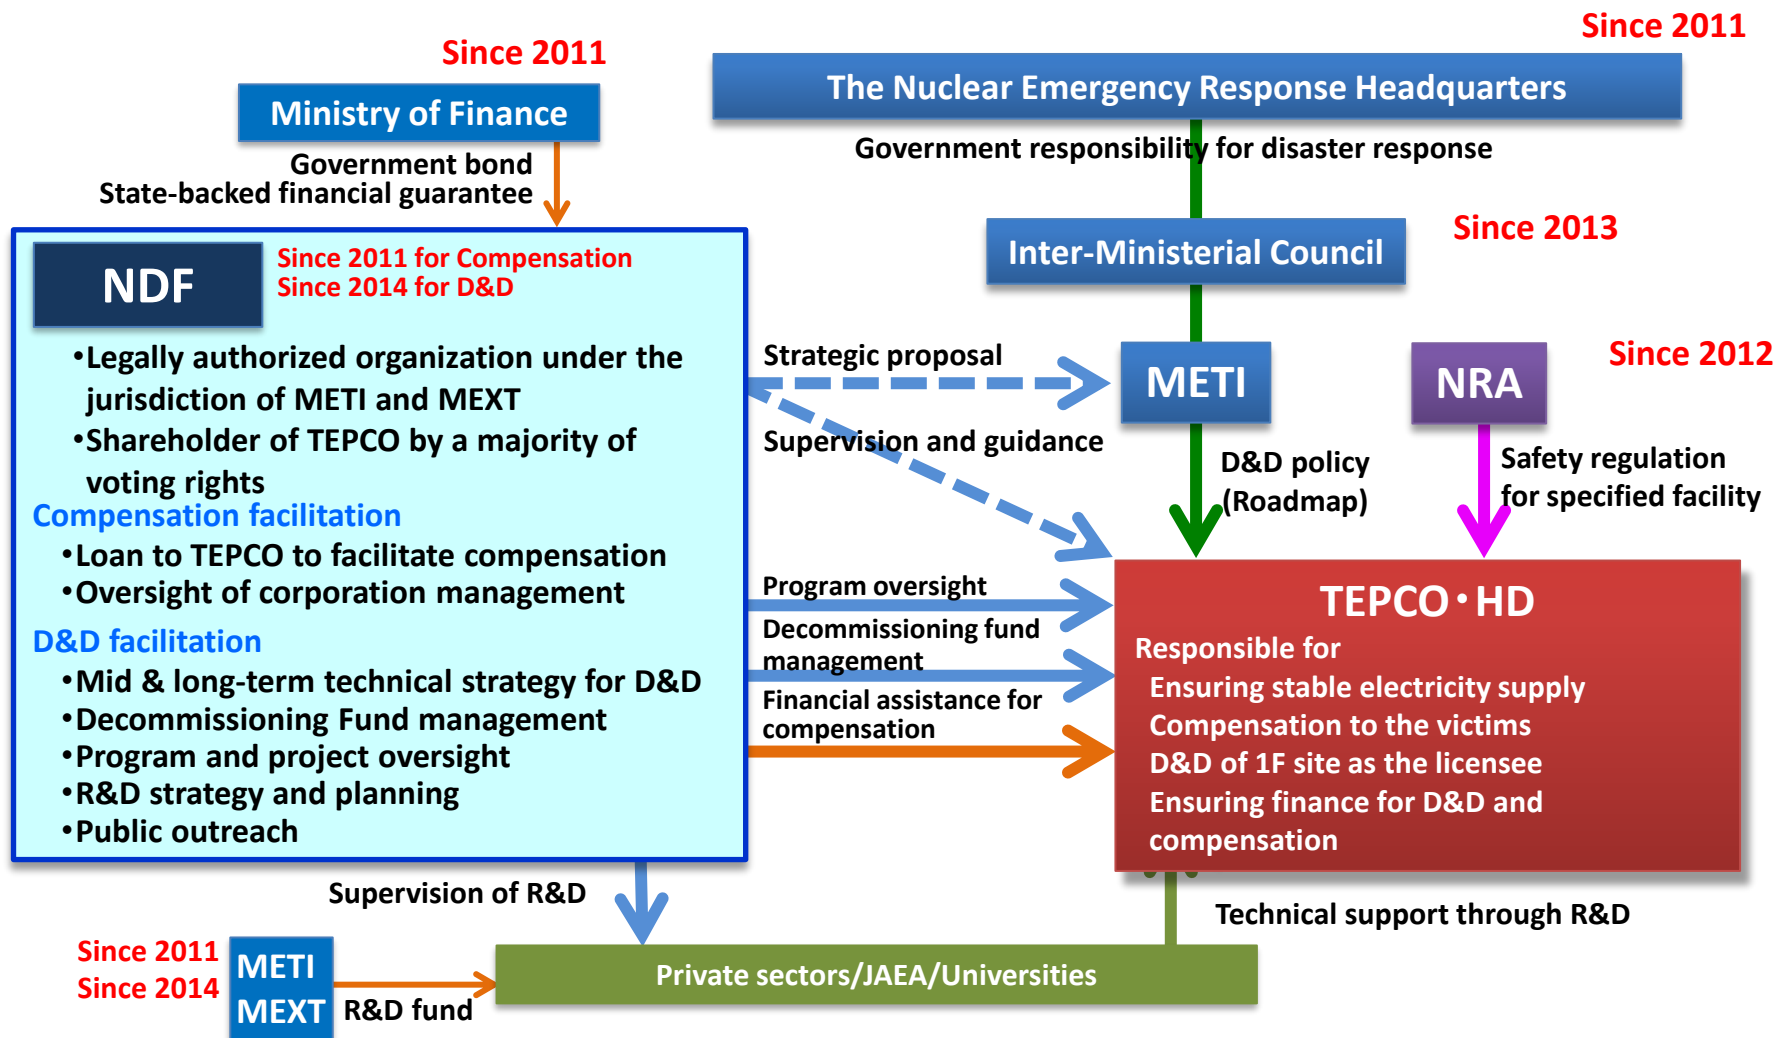 Since 2011
Ministry of Finance
Government bond
State-backed financial guarantee
Since 2011
The Nuclear Emergency Response Headquarters
Government responsibility for disaster response
Inter-Ministerial Council
Since 2013
NDF
Since 2011 for Compensation
Since 2014 for D&D
•Legally authorized organization under the
jurisdiction of METI and MEXT
•Shareholder of TEPCO by a majority of
voting rights
Compensation facilitation
•Loan to TEPCO to facilitate compensation
•Oversight of corporation management
D&D facilitation
•Mid & long-term technical strategy for D&D
•Decommissioning Fund management
•Program and project oversight
•R&D strategy and planning
•Public outreach
Strategic proposal
Supervision and guidance
Program oversight
Decommissioning fund
management
Financial assistance for
compensation
METI
D&D policy
(Roadmap)
NRA
Since 2012
Safety regulation
for specified facility
TEPCO・HD
Responsible for
Ensuring stable electricity supply
Compensation to the victims
D&D of 1F site as the licensee
Ensuring finance for D&D and
compensation
Supervision of R&D
Technical support through R&D
Since 2011
Since 2014
METI
MEXT
R&D fund
Private sectors/JAEA/Universities